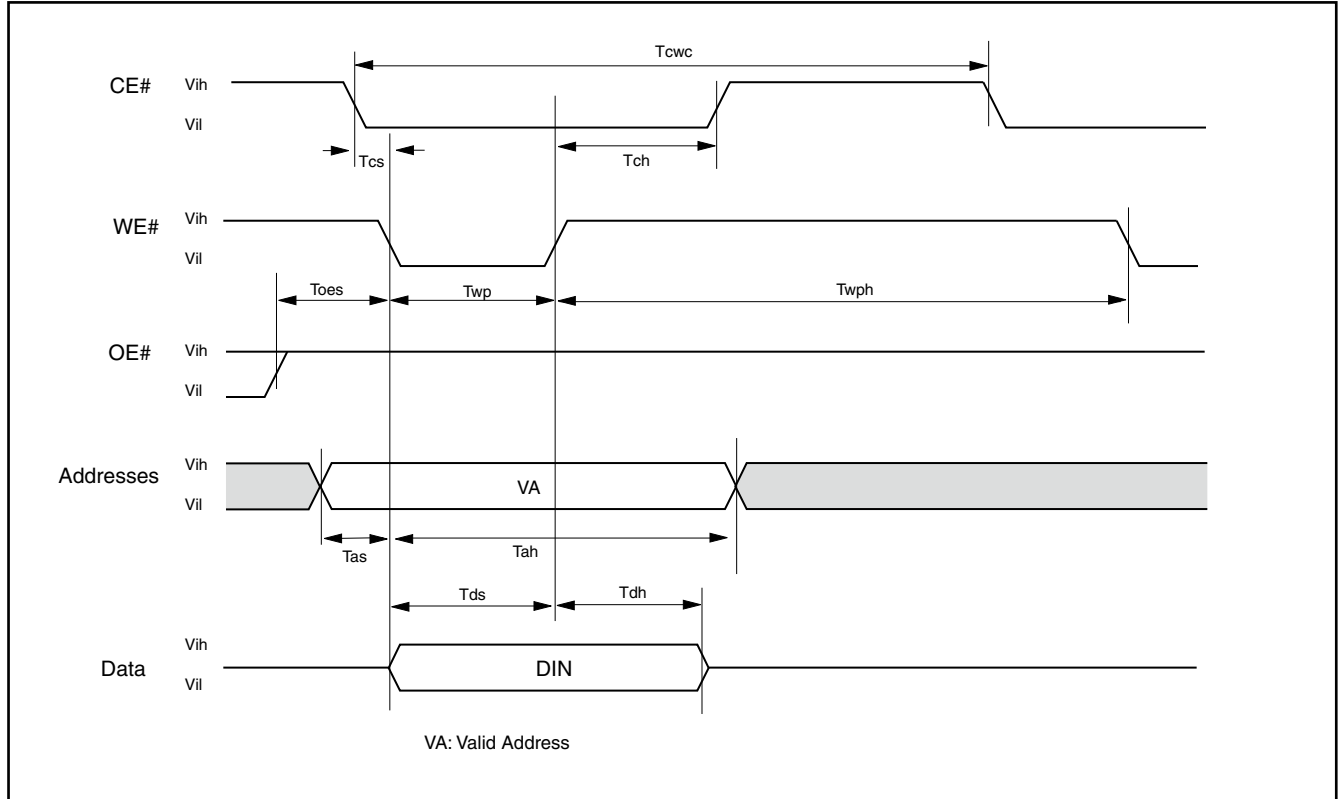 Tcwc
CE#
Vih
Vil
Tcs
Tch
WE#
Vih
Vil
Toes
Twp
Twph
OE#
Vih
Vil
Addresses
Vih
Vil
VA
Tas
Tah
Tds
Tdh
Data
Vih
Vil
DIN
VA: Valid Address